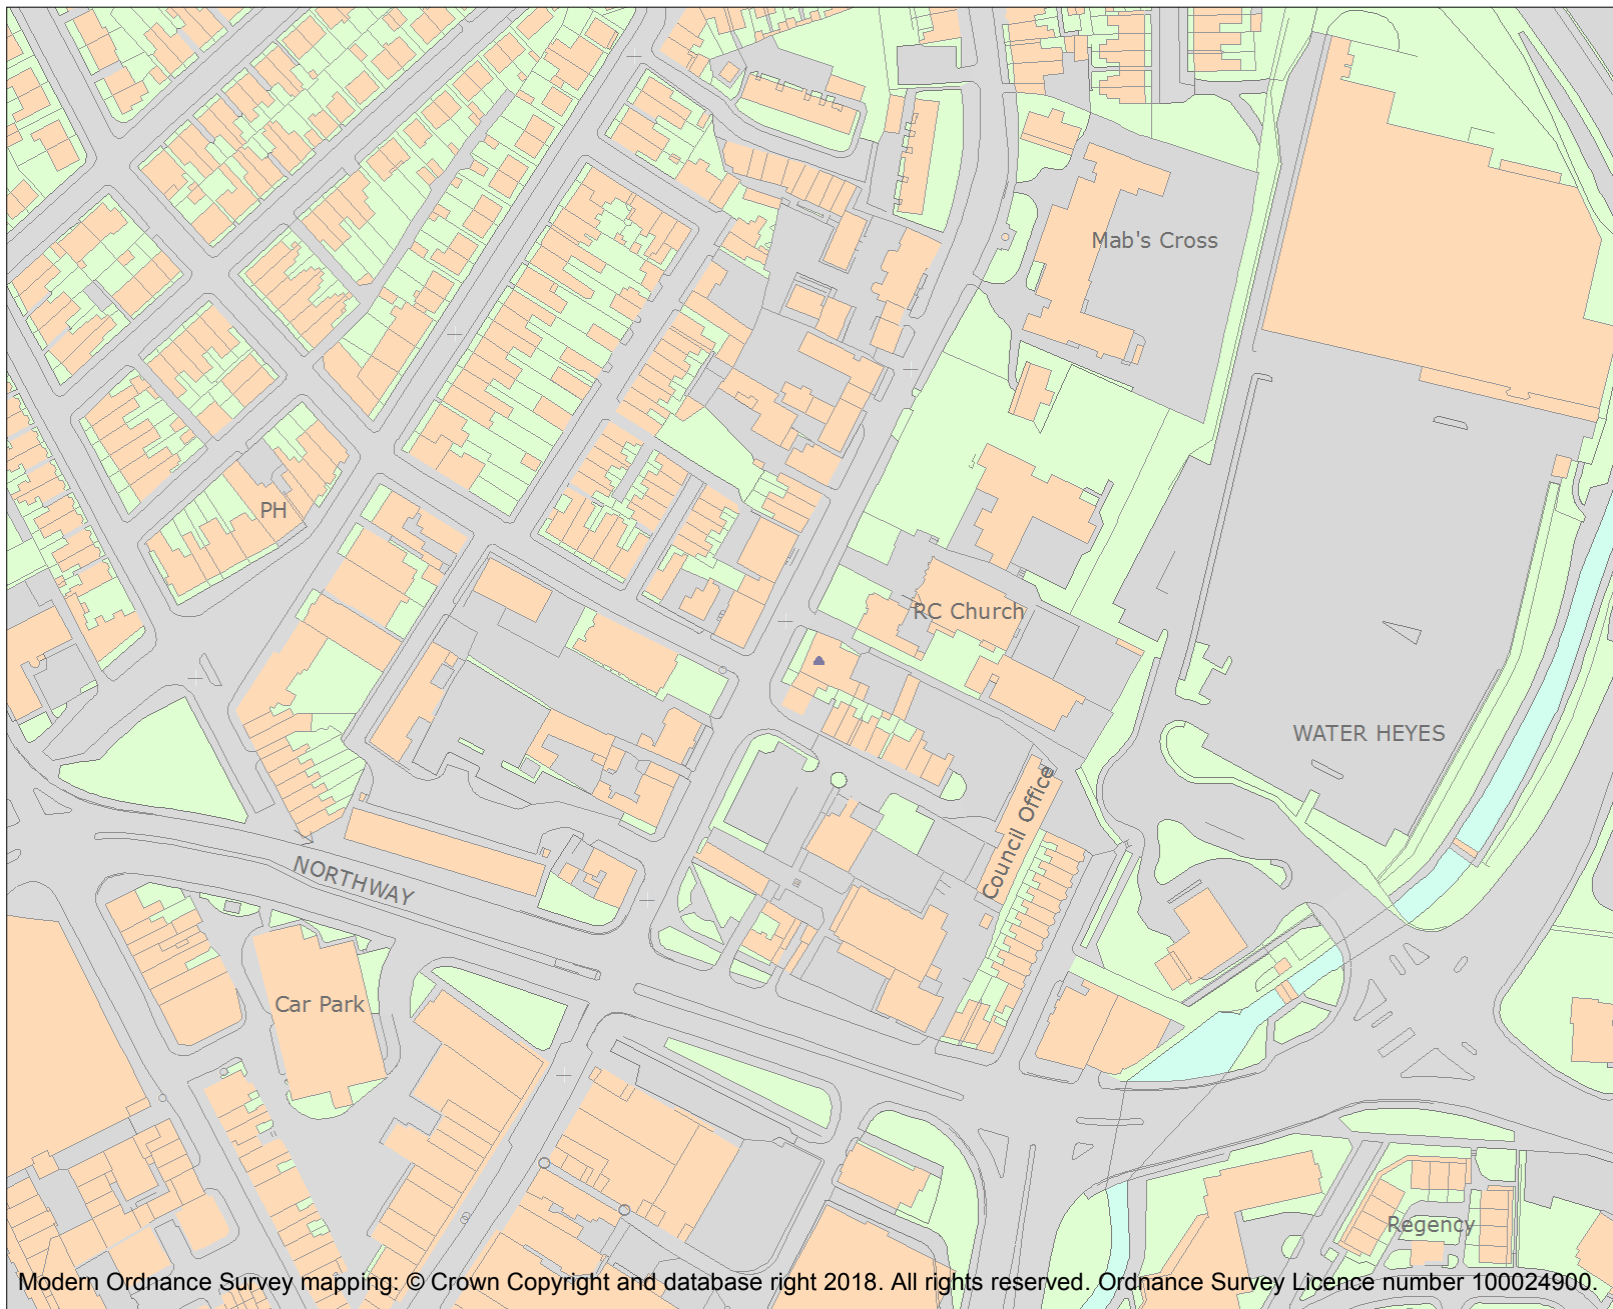 Mab's Cross
PH
RC Church
WATER HEYES
Council Office
NORTHWAY
Car Park
Regency
Modern Ordnance Survey mapping: © Crown Copyright and database right 2018. All rights reserved. Ordnance Survey Licence number 100024900.